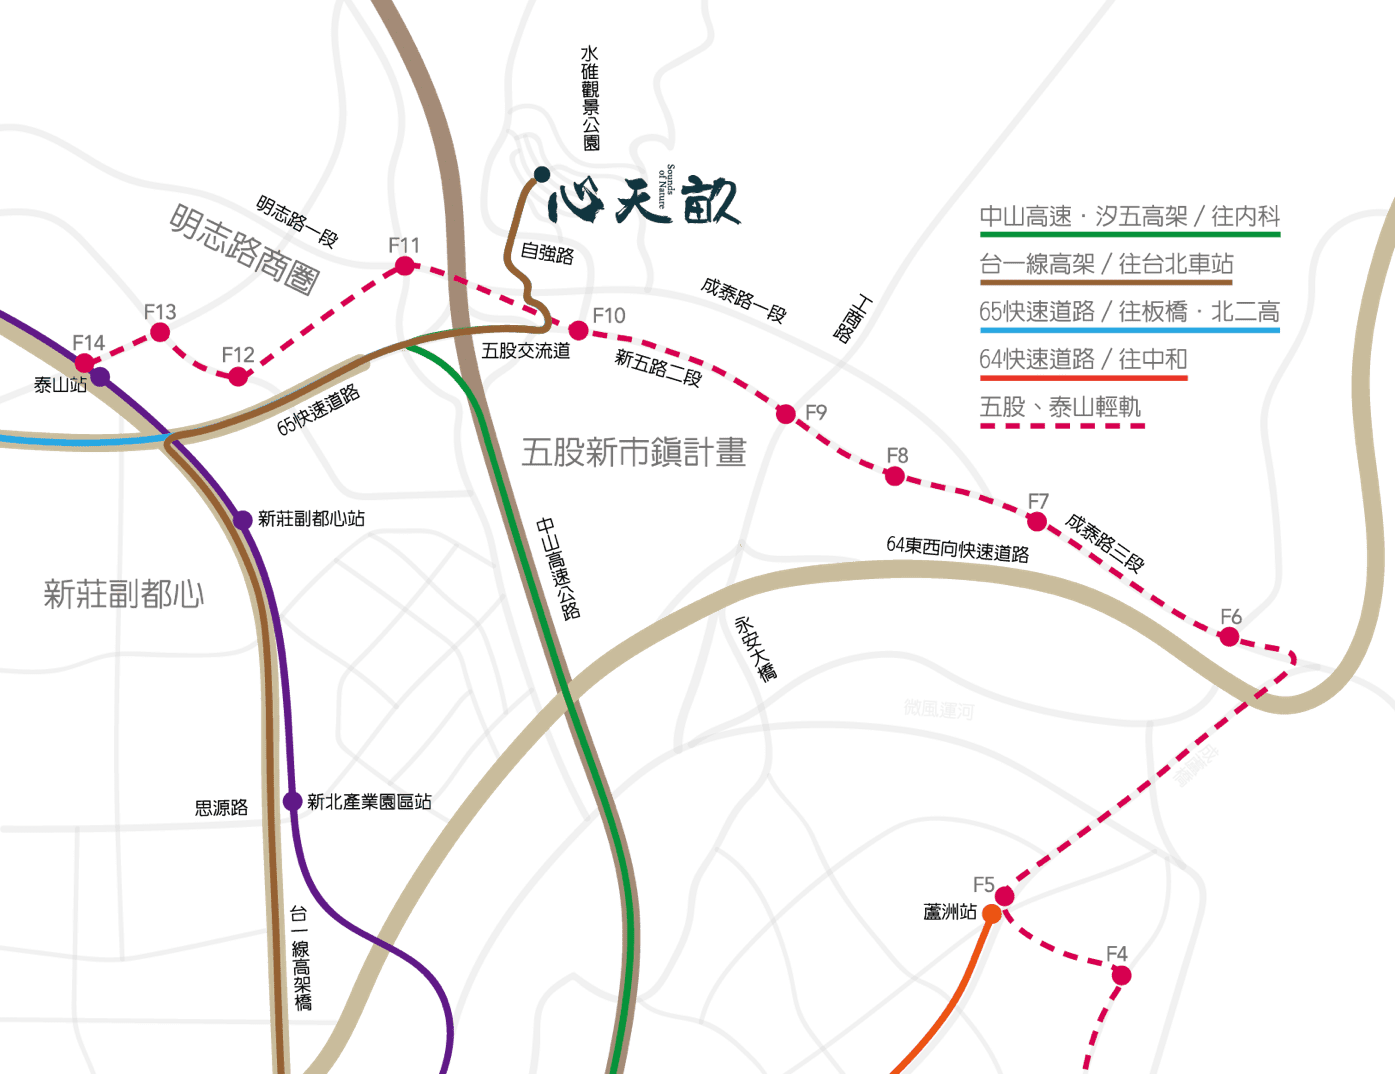 水碓觀景公園
心天畝
Sounds
of Nature
明志路一段
明志路商圈
F11
自強路
成泰路一段
工商路
中山高速‧汐五高架／往內科
台一線高架／往台北車站
65快速道路／往板橋‧北二高
64快速道路／往中和
五股、泰山輕軌
F13
F14
泰山站
F12
F10
五股交流道
新五路二段
65快速道路
F9
五股新市鎮計畫
F8
F7
成泰路三段
新莊副都心站
中山高速公路
64東西向快速道路
新莊副都心
F6
永安大橋
微風運河
思源路
新北產業園區站
F5
蘆洲站
台一線高架橋
F4